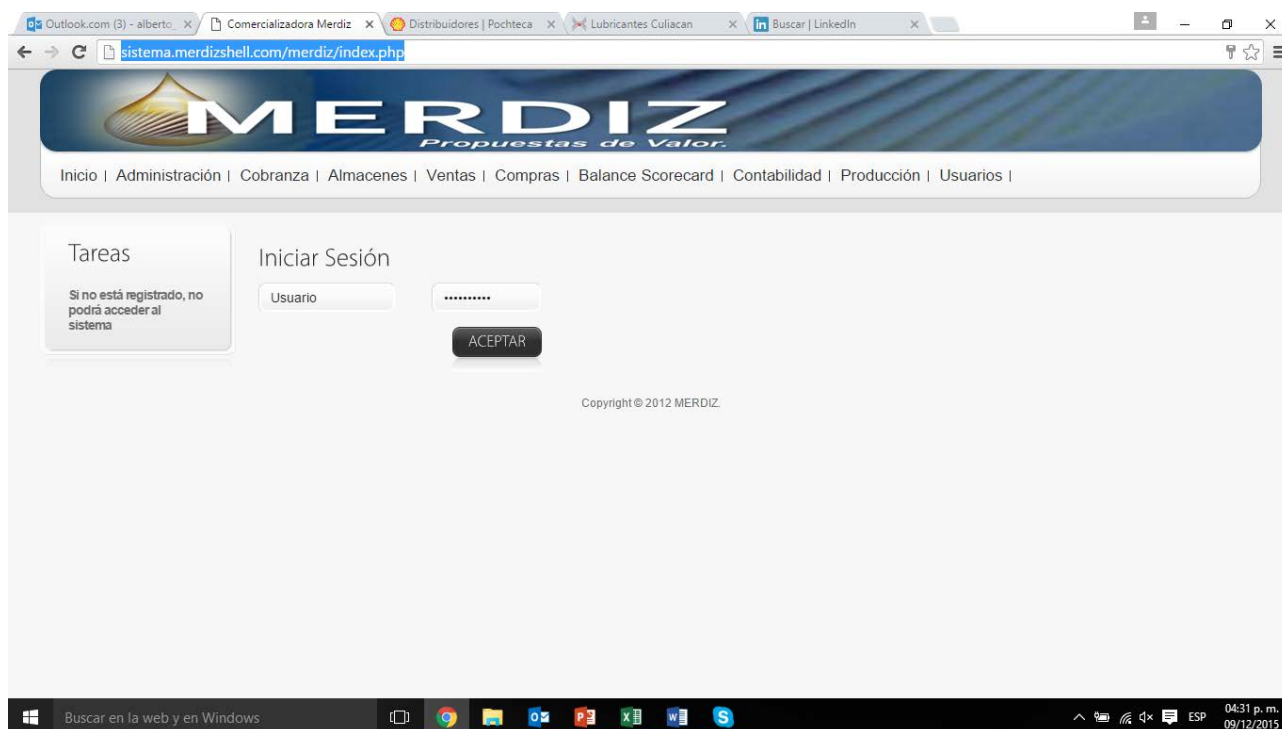 Outlook.com (3) - alberto_
Comercializadora Merdiz
Distribuidores | Pochteca
Lubricantes Culiacan
Buscar | LinkedIn
sistema.merdizshell.com/merdiz/index.php
MERDIZ
Propuestas de Valor.
Inicio | Administración | Cobranza | Almacenes | Ventas | Compras | Balance Scorecard | Contabilidad | Producción | Usuarios |
Tareas
Si no está registrado, no
podrá acceder al
sistema
Iniciar Sesión
Usuario
••••••••••
ACEPTAR
Copyright © 2012 MERDIZ.
Buscar en la web y en Windows
ESP
04:31 p. m.
09/12/2015